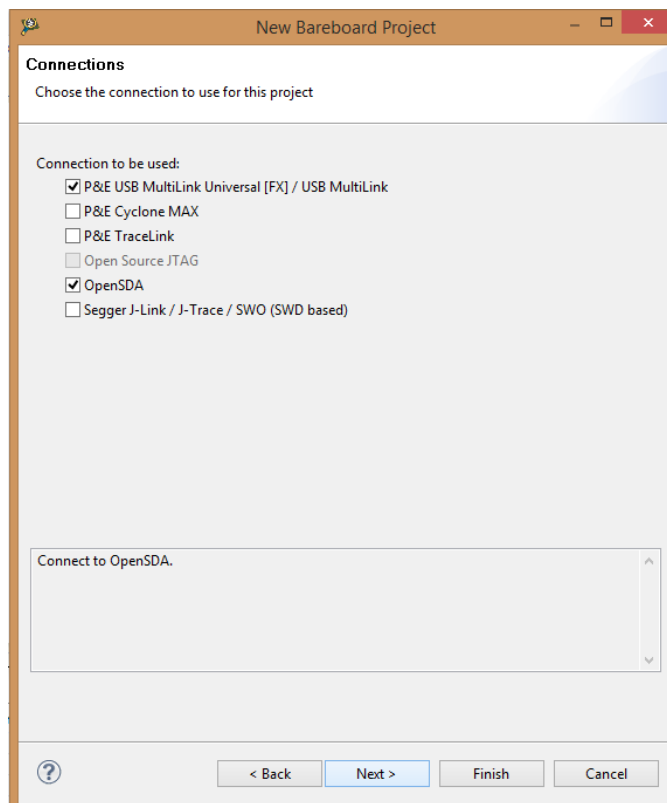 New Bareboard Project
Connections
Choose the connection to use for this project
Connection to be used:
P&E USB MultiLink Universal [FX] / USB MultiLink
P&E Cyclone MAX
P&E TraceLink
Open Source JTAG
OpenSDA
Segger J-Link / J-Trace / SWO (SWD based)
Connect to OpenSDA.
< Back Next > Finish Cancel